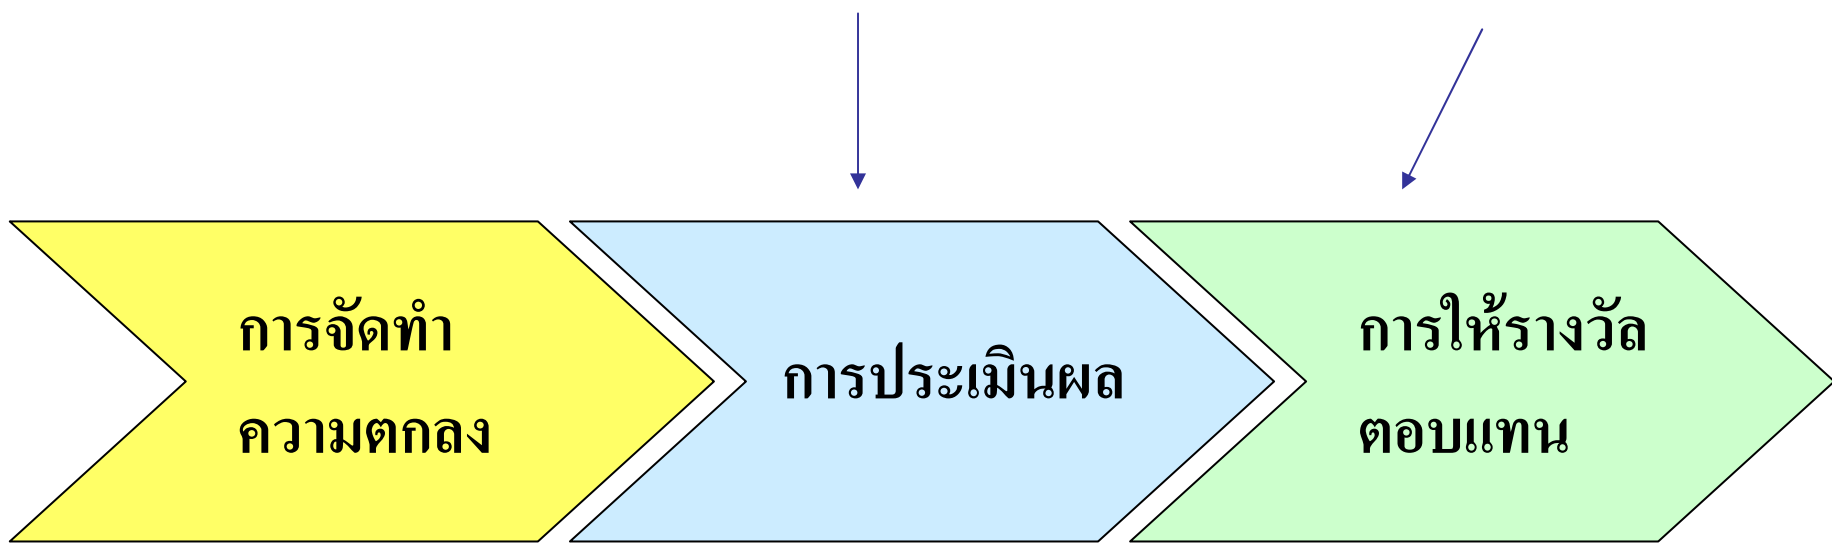 การจัดทำ
ความตกลง
การประเมินผล
การให้รางวัล
ตอบแทน